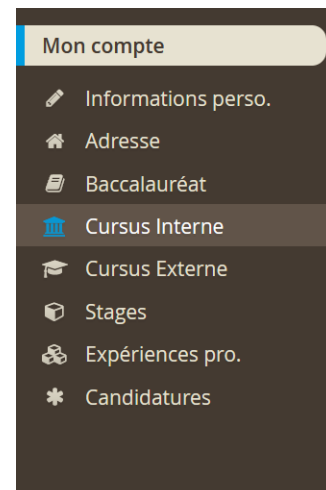 Mon compte
Informations perso.
Adresse
Baccalauréat
Cursus Interne
Cursus Externe
Stages
Expériences pro.
Candidatures